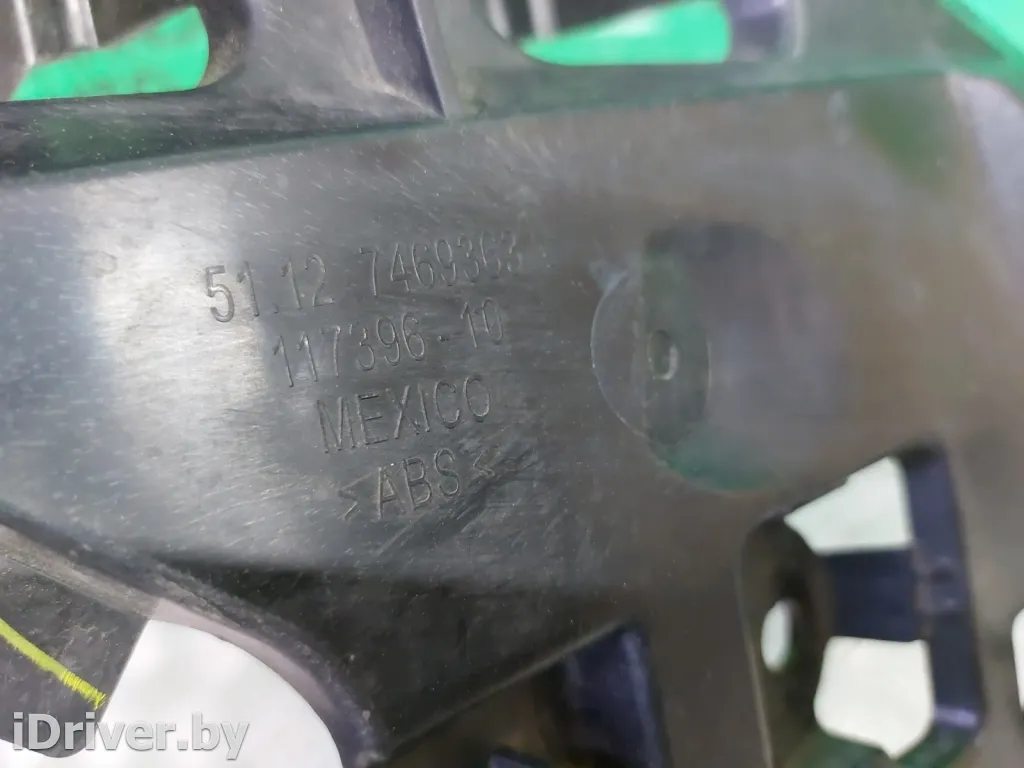 51.12 7469363
117396-10
MEXICO
>ABS<
iDriver.by